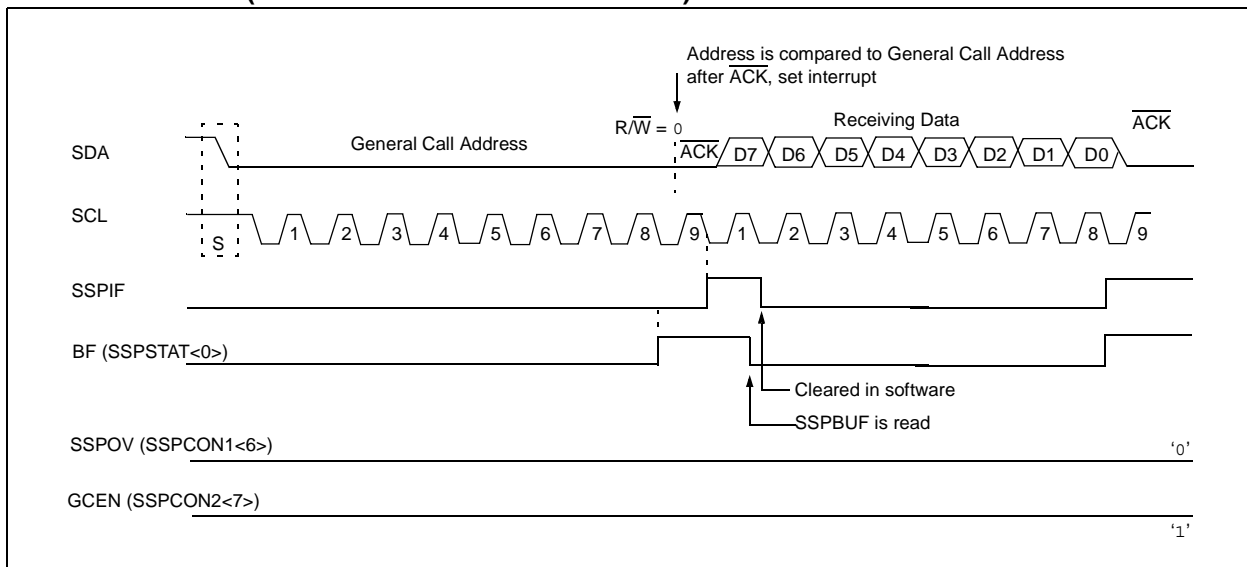 Address is compared to General Call Address
after ACK, set interrupt
R/W = 0
Receiving Data
ACK
General Call Address
SDA
ACK D7 D6 D5 D4 D3 D2 D1 D0
SCL
S
1 2 3 4 5 6 7 8 9 1 2 3 4 5 6 7 8 9
SSPIF
BF (SSPSTAT<0>)
Cleared in software
SSPBUF is read
SSPOV (SSPCON1<6>)
‘0’
GCEN (SSPCON2<7>)
‘1’